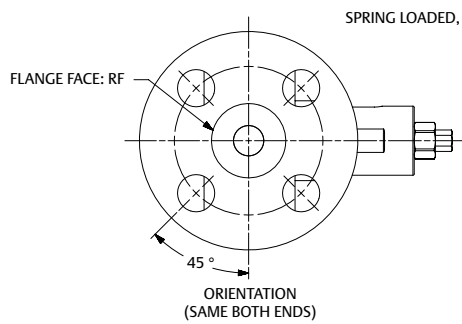 SPRING LOADED,
FLANGE FACE: RF
45 °
ORIENTATION
(SAME BOTH ENDS)